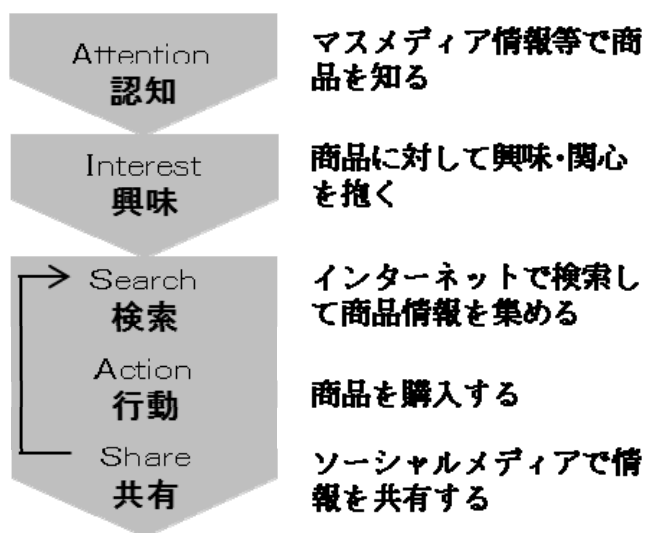 Attention
認知
マスメディア情報等で商
品を知る
Interest
興味
商品に対して興味・関心
を抱く
Search
検索
インターネットで検索し
て商品情報を集める
Action
行動
商品を購入する
Share
共有
ソーシャルメディアで情
報を共有する